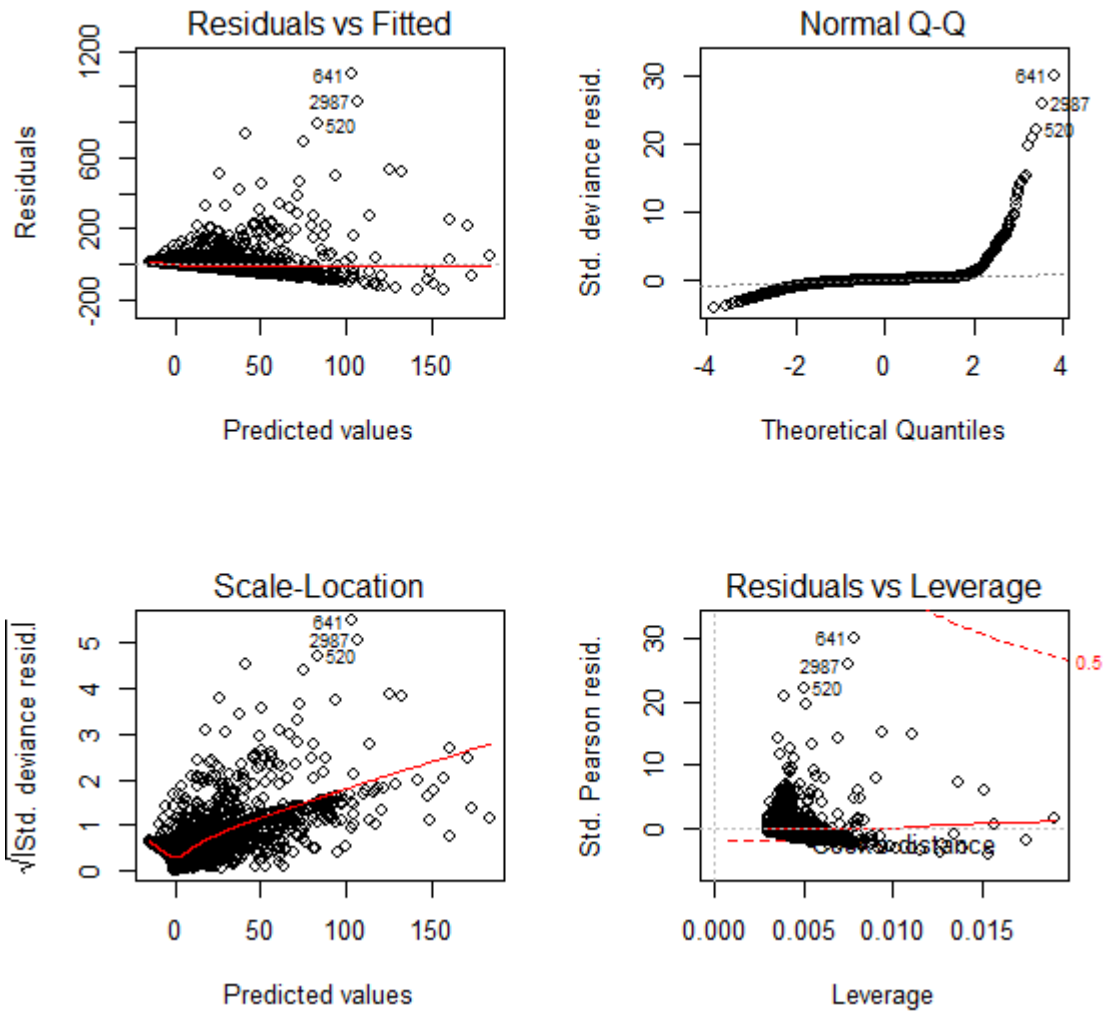 Residuals vs Fitted
Residuals
1200
600
200
-200
641
2987
520
0 50 100 150
Predicted values
Normal Q-Q
Std. deviance resid.
30
20
10
0
641
2987
520
-4 -2 0 2 4
Theoretical Quantiles
Scale-Location
√|Std. deviance resid.|
5
4
3
2
1
0
641
2987
520
0 50 100 150
Predicted values
Residuals vs Leverage
Std. Pearson resid.
30
20
10
0
641
2987
520
0.5
Cook's distance
0.000 0.005 0.010 0.015
Leverage